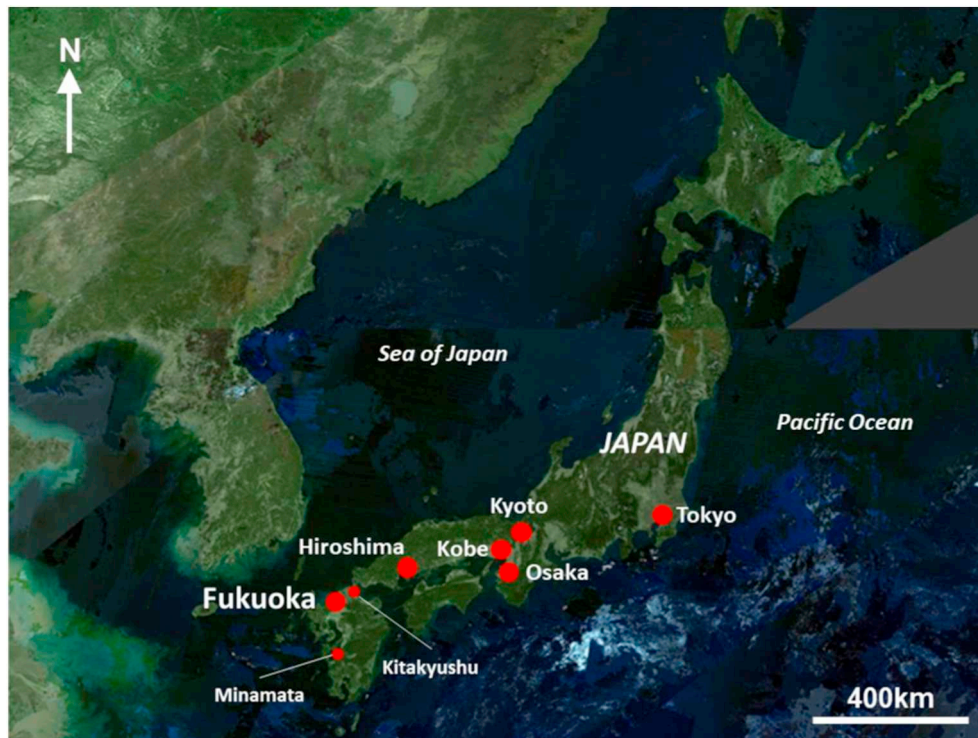 N
Sea of Japan
Pacific Ocean
JAPAN
Kyoto
Tokyo
Hiroshima
Kobe
Osaka
Fukuoka
Kitakyushu
Minamata
400km